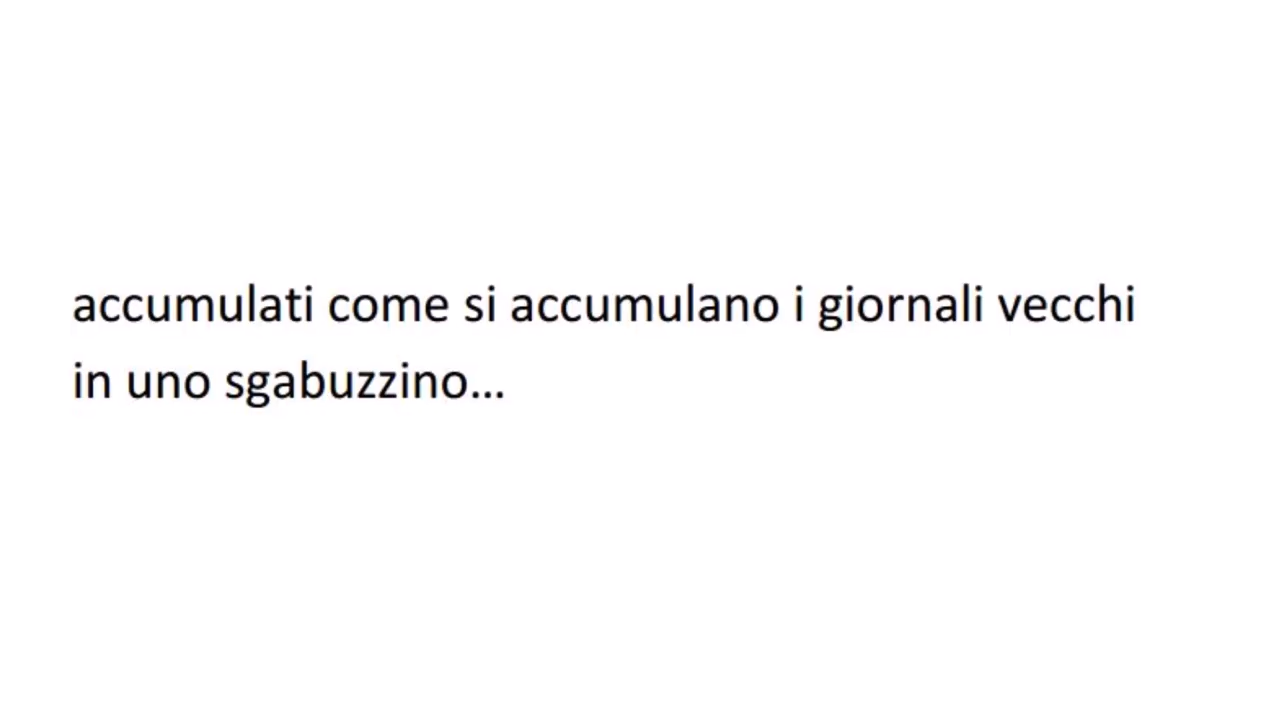 accumulati come si accumulano i giornali vecchi
in uno sgabuzzino…